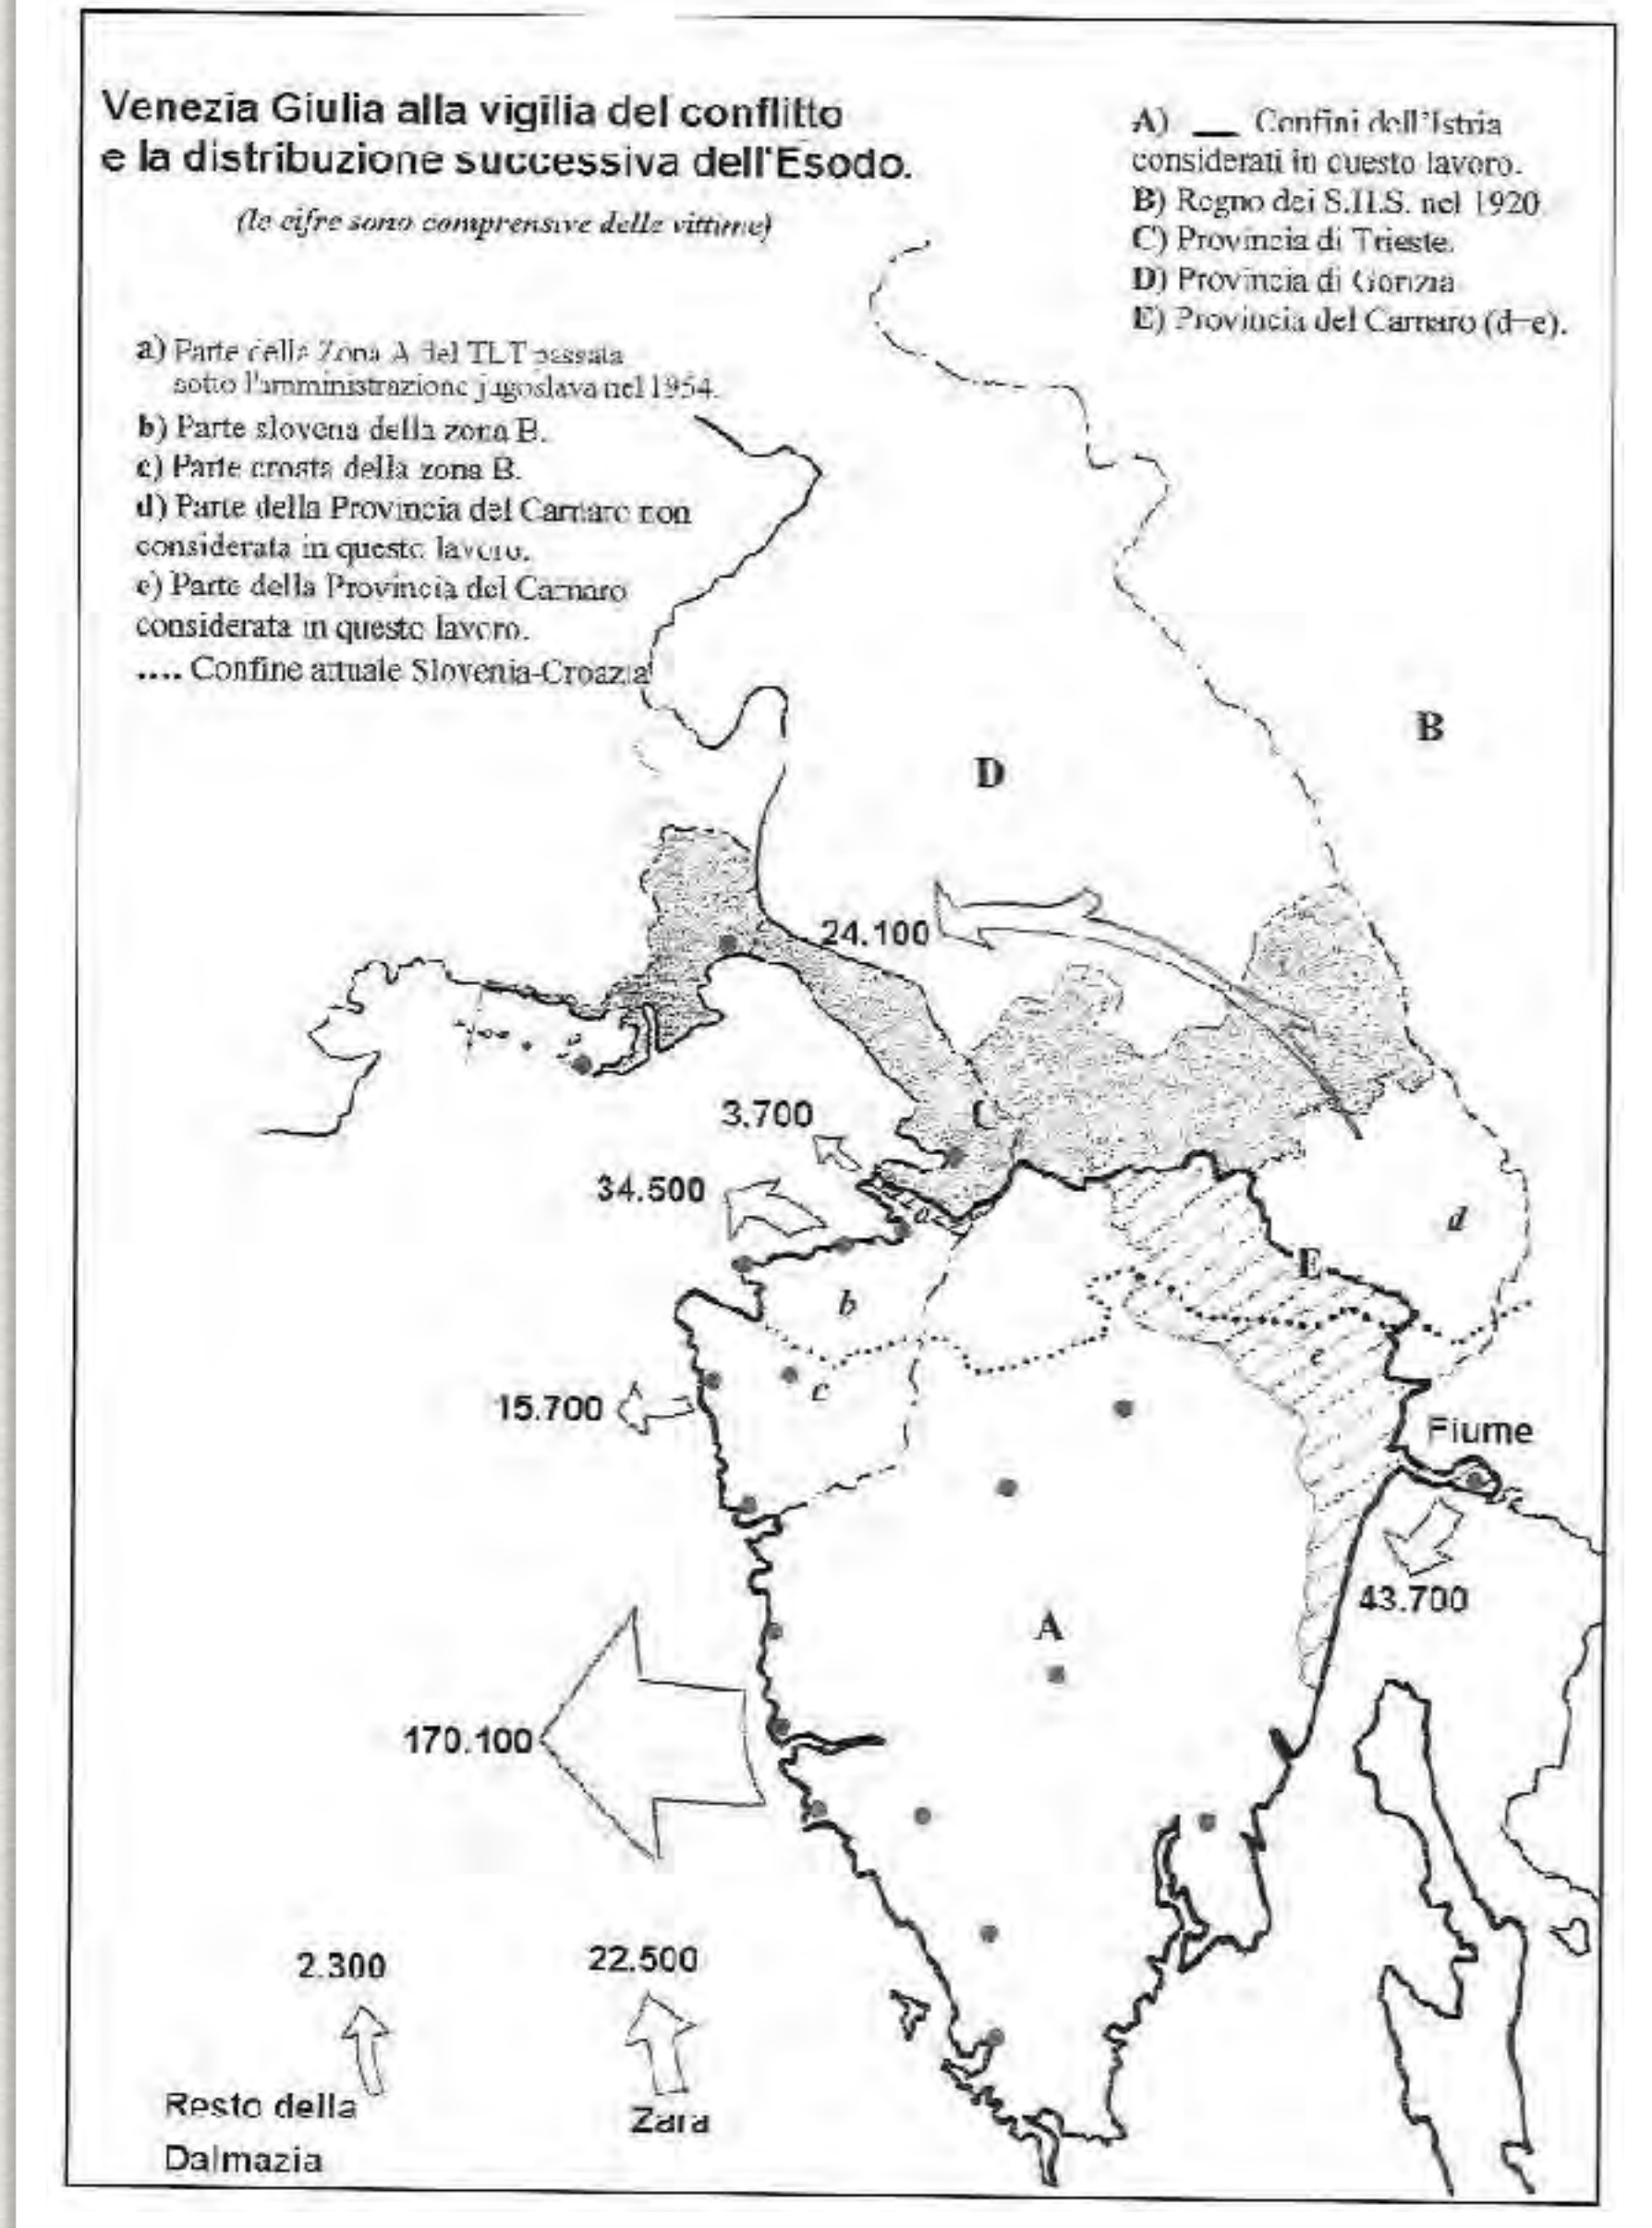 Venezia Giulia alla vigilia del conflitto
e la distribuzione successiva dell'Esodo.
(le cifre sono comprensive delle vittime)
A) __ Confini dell'Istria
considerati in questo lavoro.
B) Regno dei S.H.S. nel 1920
C) Provincia di Trieste.
D) Provincia di Gorizia
E) Provincia del Carnaro (d–e).
a) Parte della Zona A del TLT passata
sotto l'amministrazione jugoslava nel 1954.
b) Parte slovena della zona B.
c) Parte croata della zona B.
d) Parte della Provincia del Carnaro non
considerata in questo lavoro.
e) Parte della Provincia del Carnaro
considerata in questo lavoro.
.... Confine attuale Slovenia-Croazia
B
D
24.100
3.700
C
34.500
a
d
E
b
e
c
15.700
Fiume
43.700
A
170.100
2.300
22.500
Resto della
Dalmazia
Zara